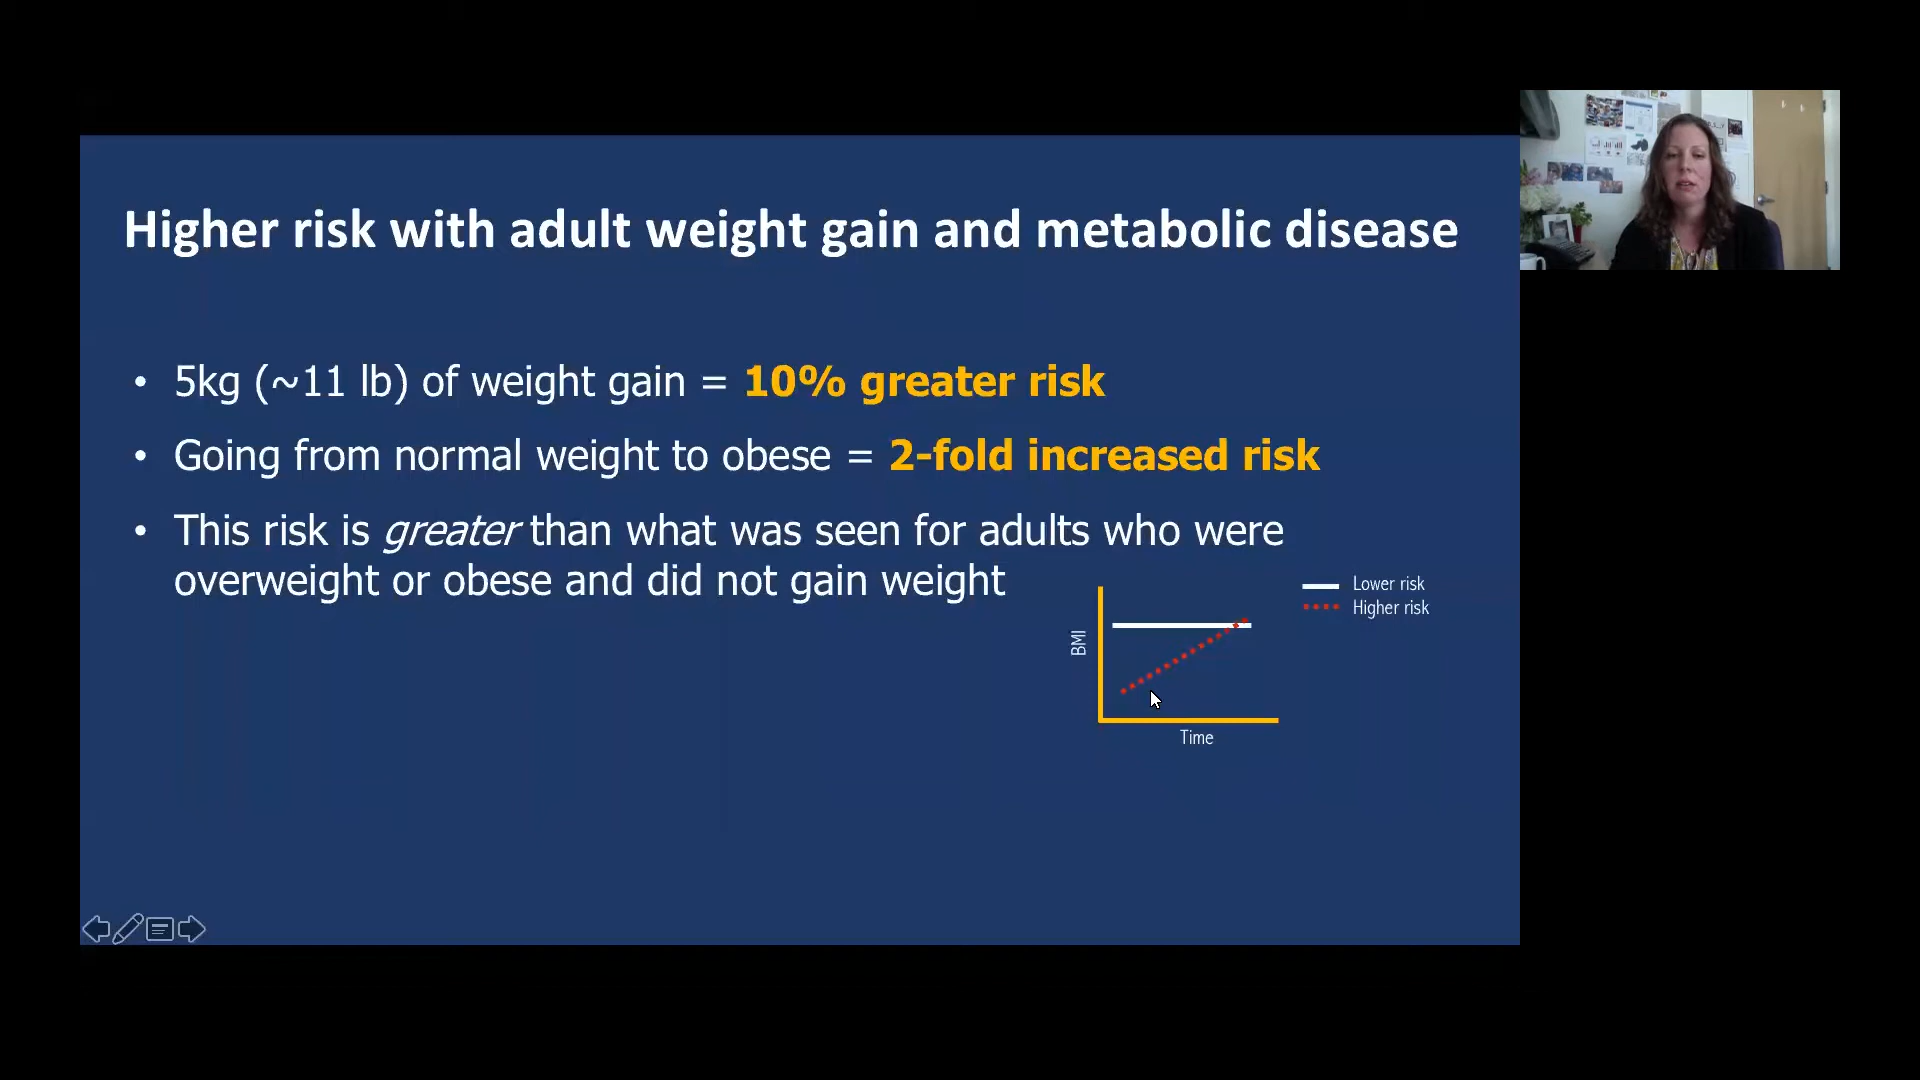 Higher risk with adult weight gain and metabolic disease
• 5kg (~11 lb) of weight gain = 10% greater risk
• Going from normal weight to obese = 2-fold increased risk
• This risk is greater than what was seen for adults who were
overweight or obese and did not gain weight
Lower risk
Higher risk
BMI
Time